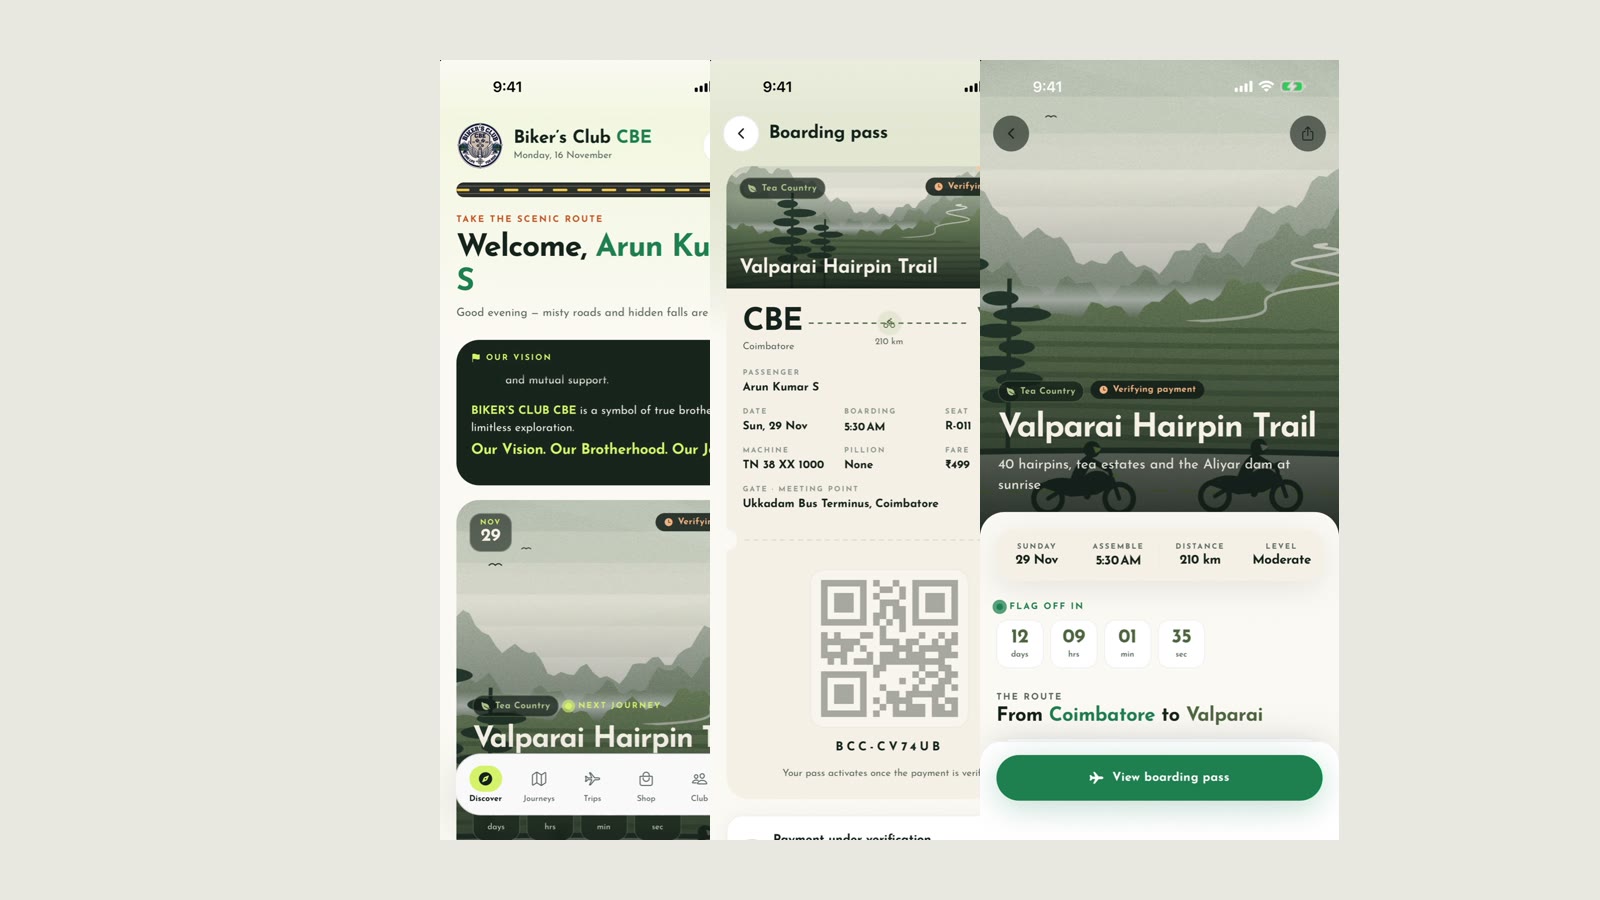 9:41
BIKER'S CLUB
CBE
Biker's Club CBE
Monday, 16 November
TAKE THE SCENIC ROUTE
Welcome, Arun Ku
S
Good evening — misty roads and hidden falls are
OUR VISION
and mutual support.
BIKER'S CLUB CBE is a symbol of true brothe
limitless exploration.
Our Vision. Our Brotherhood. Our Jo
NOV
29
Verifyin
Tea Country
NEXT JOURNEY
Valparai Hairpin T
Discover
Journeys
Trips
Shop
Club
days
hrs
min
sec
9:41
Boarding pass
Tea Country
Verifyin
Valparai Hairpin Trail
CBE
Coimbatore
210 km
PASSENGER
Arun Kumar S
DATE BOARDING SEAT
Sun, 29 Nov 5:30 AM R-011
MACHINE PILLION FARE
TN 38 XX 1000 None ₹499
GATE · MEETING POINT
Ukkadam Bus Terminus, Coimbatore
BCC-CV74UB
Your pass activates once the payment is verif
Payment under verification
9:41
Tea Country
Verifying payment
Valparai Hairpin Trail
40 hairpins, tea estates and the Aliyar dam at
sunrise
SUNDAY ASSEMBLE DISTANCE LEVEL
29 Nov 5:30 AM 210 km Moderate
FLAG OFF IN
12 09 01 35
days hrs min sec
THE ROUTE
From Coimbatore to Valparai
View boarding pass